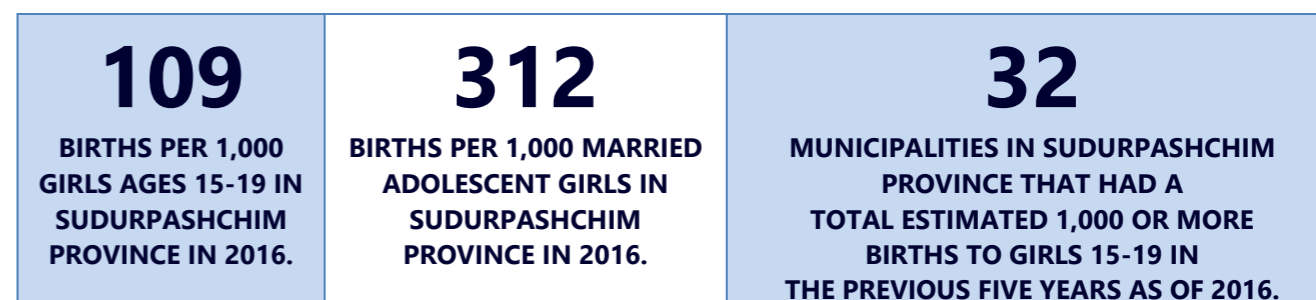 109
BIRTHS PER 1,000
GIRLS AGES 15-19 IN
SUDURPASHCHIM
PROVINCE IN 2016.
312
BIRTHS PER 1,000 MARRIED
ADOLESCENT GIRLS IN
SUDURPASHCHIM
PROVINCE IN 2016.
32
MUNICIPALITIES IN SUDURPASHCHIM
PROVINCE THAT HAD A
TOTAL ESTIMATED 1,000 OR MORE
BIRTHS TO GIRLS 15-19 IN
THE PREVIOUS FIVE YEARS AS OF 2016.